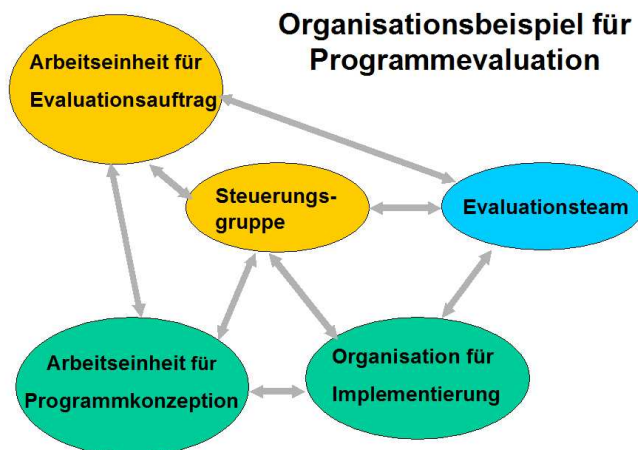 Organisationsbeispiel für
Programmevaluation
Arbeitseinheit für
Evaluationsauftrag
Steuerungs-
gruppe
Evaluationsteam
Arbeitseinheit für
Programmkonzeption
Organisation für
Implementierung